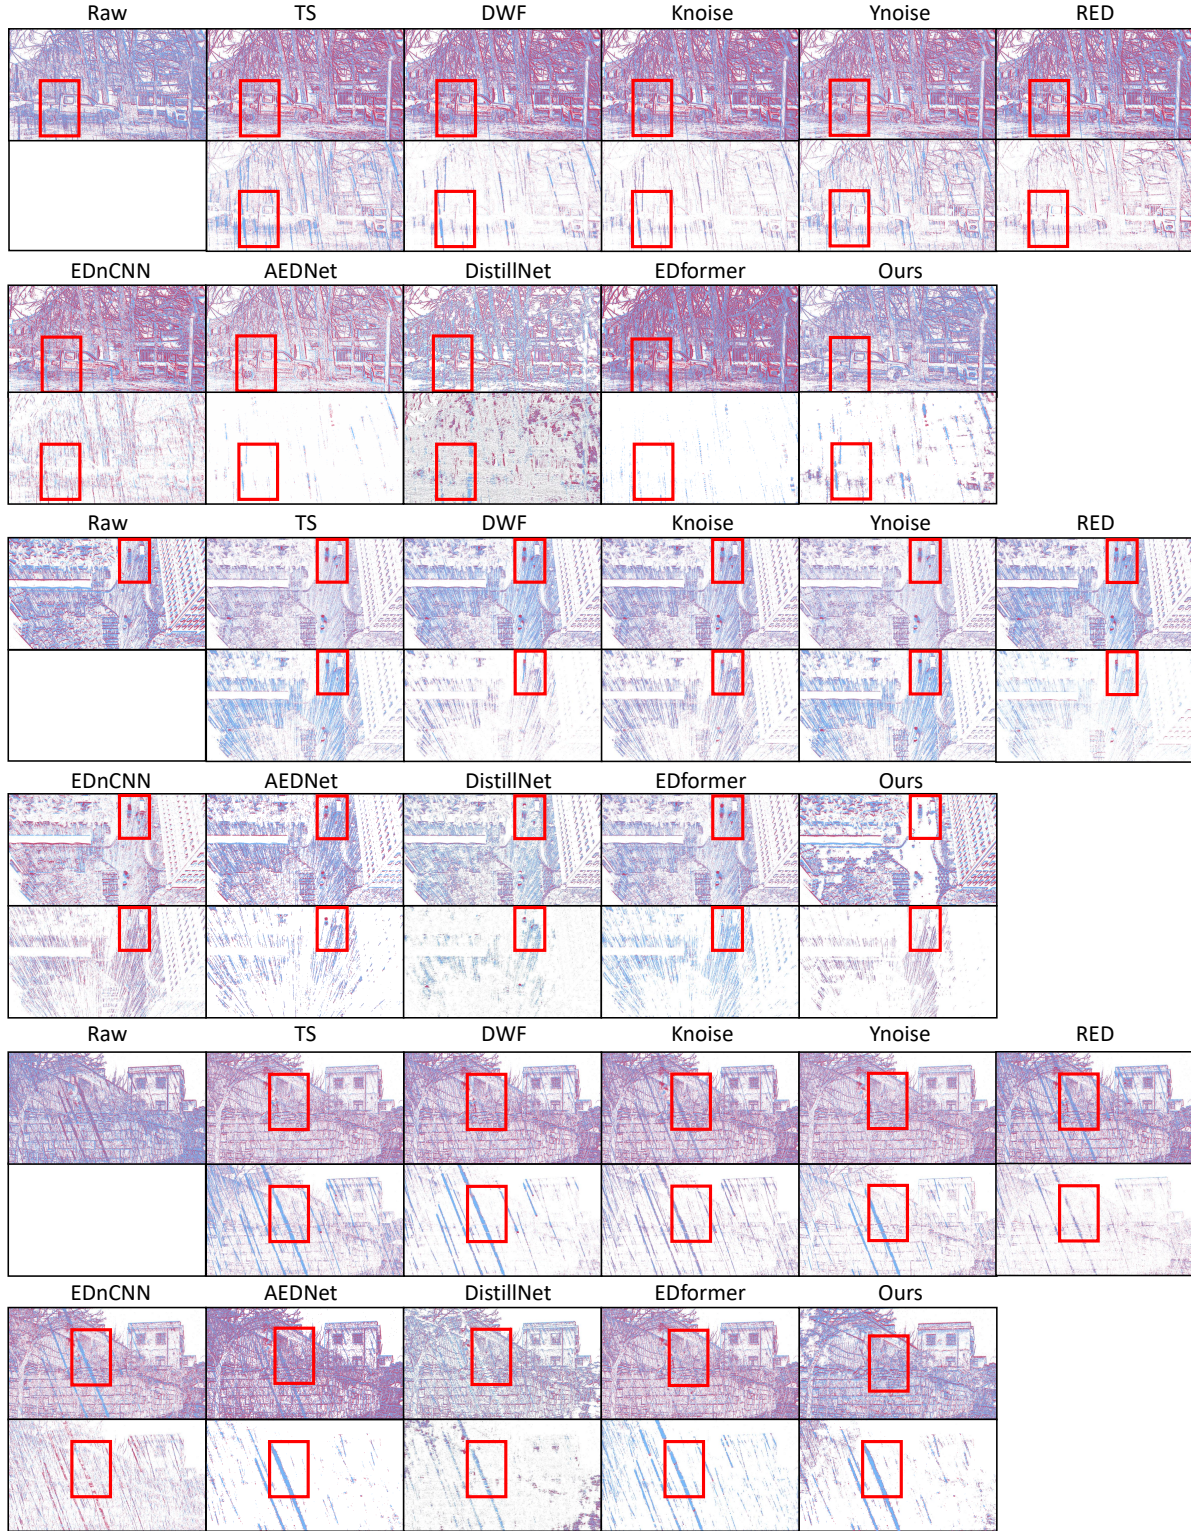 Raw TS DWF Knoise Ynoise RED
EDnCNN AEDNet DistillNet EDformer Ours
Raw TS DWF Knoise Ynoise RED
EDnCNN AEDNet DistillNet EDformer Ours
Raw TS DWF Knoise Ynoise RED
EDnCNN AEDNet DistillNet EDformer Ours